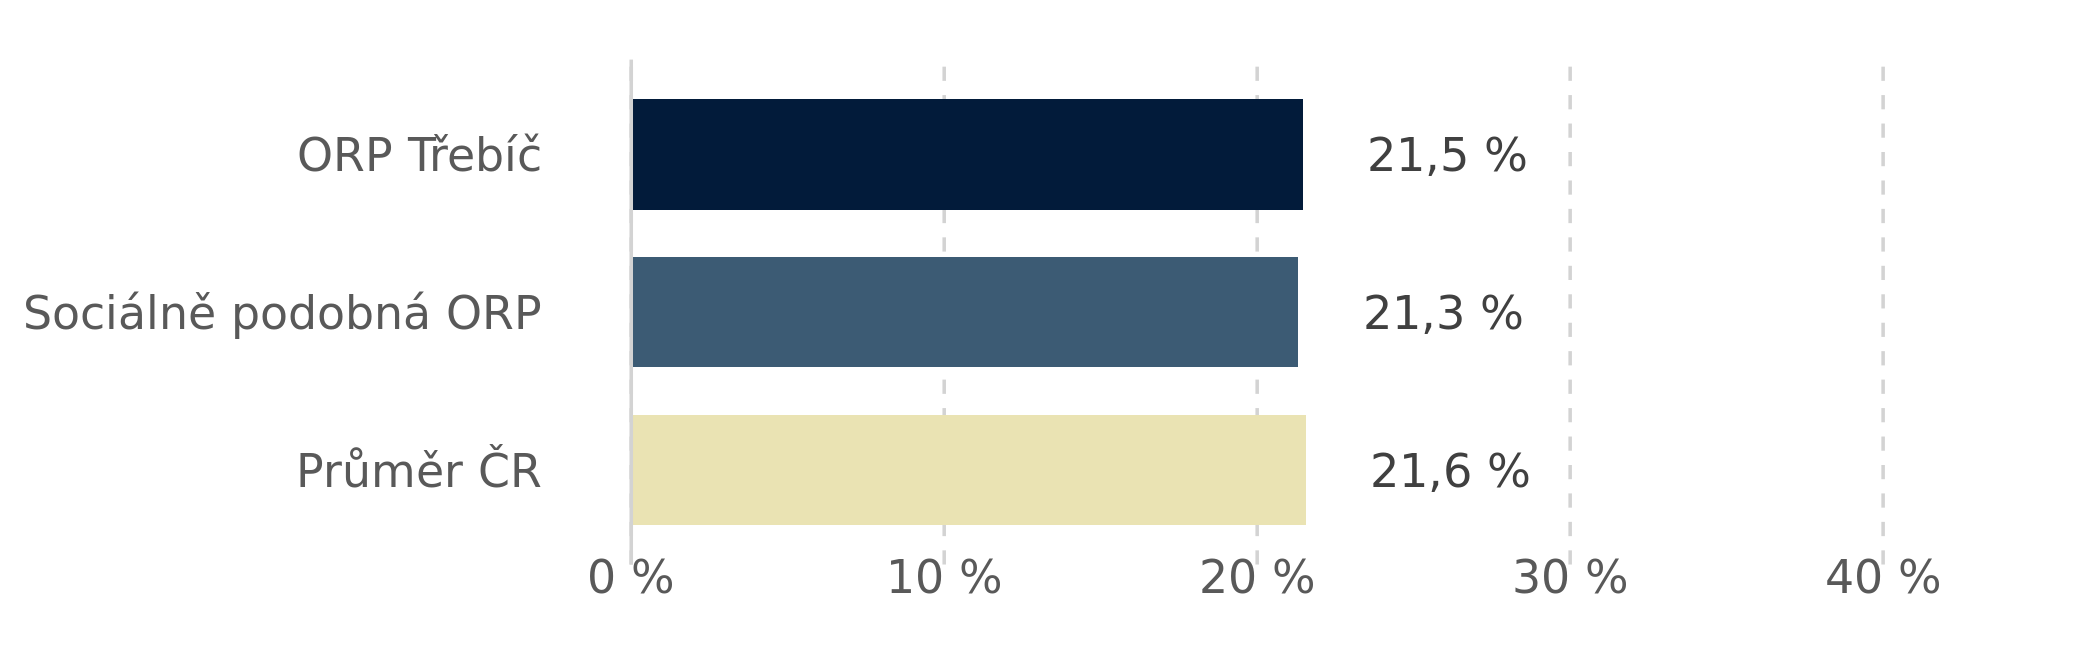 ORP Třebíč 21,5 %
Sociálně podobná ORP 21,3 %
Průměr ČR 21,6 %
0 % 10 % 20 % 30 % 40 %